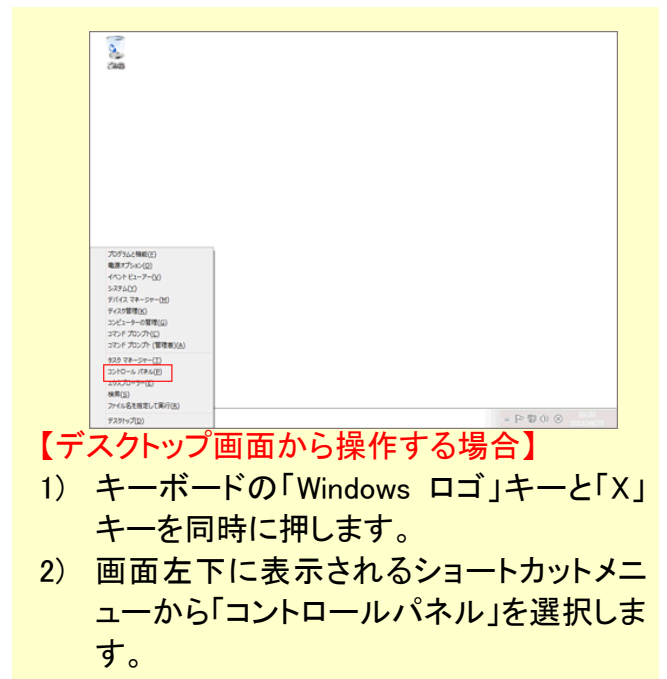 ごみ箱
プログラムと機能(F)
電源オプション(O)
イベント ビューアー(V)
システム(Y)
デバイス マネージャー(M)
ディスク管理(K)
コンピューターの管理(G)
コマンド プロンプト(C)
コマンド プロンプト (管理者)(A)
タスク マネージャー(T)
コントロール パネル(P)
エクスプローラー(E)
検索(S)
ファイル名を指定して実行(R)
デスクトップ(D)
【デスクトップ画面から操作する場合】
1) キーボードの「Windows ロゴ」キーと「X」
キーを同時に押します。
2) 画面左下に表示されるショートカットメニ
ューから「コントロールパネル」を選択しま
す。